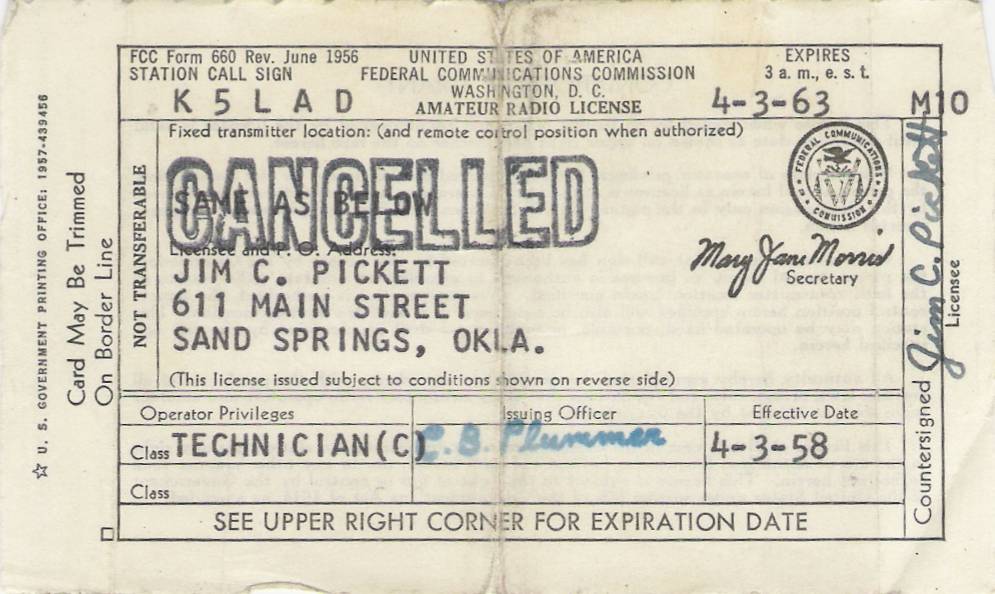 FCC Form 660 Rev. June 1956
UNITED STATES OF AMERICA
EXPIRES
STATION CALL SIGN
FEDERAL COMMUNICATIONS COMMISSION
3 a. m., e. s. t.
WASHINGTON, D. C.
K5LAD
AMATEUR RADIO LICENSE
4-3-63
M10
Fixed transmitter location: (and remote control position when authorized)
CANCELLED
SAME AS BELOW
FEDERAL COMMUNICATIONS
COMMISSION
Licensee and P. O. Address:
JIM C. PICKETT
611 MAIN STREET
SAND SPRINGS, OKLA.
Mary Jane Morris
Secretary
(This license issued subject to conditions shown on reverse side)
NOT TRANSFERABLE
Operator Privileges
Issuing Officer
Effective Date
Class TECHNICIAN(C)
C. B. Plummer
4-3-58
Class
SEE UPPER RIGHT CORNER FOR EXPIRATION DATE
Countersigned Jim C. Pickett
Licensee
☆ U. S. GOVERNMENT PRINTING OFFICE: 1957-439456
Card May Be Trimmed
On Border Line